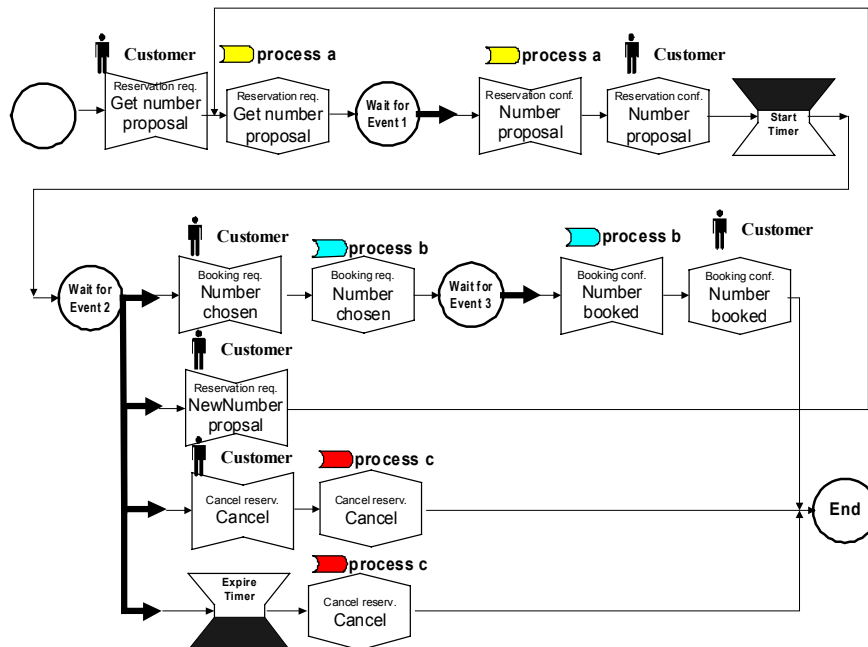 Customer
process a
process a
Customer
Reservation req.
Get number
proposal
Reservation req.
Get number
proposal
Wait for
Event 1
Reservation conf.
Number
proposal
Reservation conf.
Number
proposal
Start
Timer
Customer
process b
process b
Customer
Wait for
Event 2
Booking req.
Number
chosen
Booking req.
Number
chosen
Wait for
Event 3
Booking conf.
Number
booked
Booking conf.
Number
booked
Customer
Reservation req.
NewNumber
propsal
Customer
process c
Cancel reserv.
Cancel
Cancel reserv.
Cancel
End
process c
Expire
Timer
Cancel reserv.
Cancel